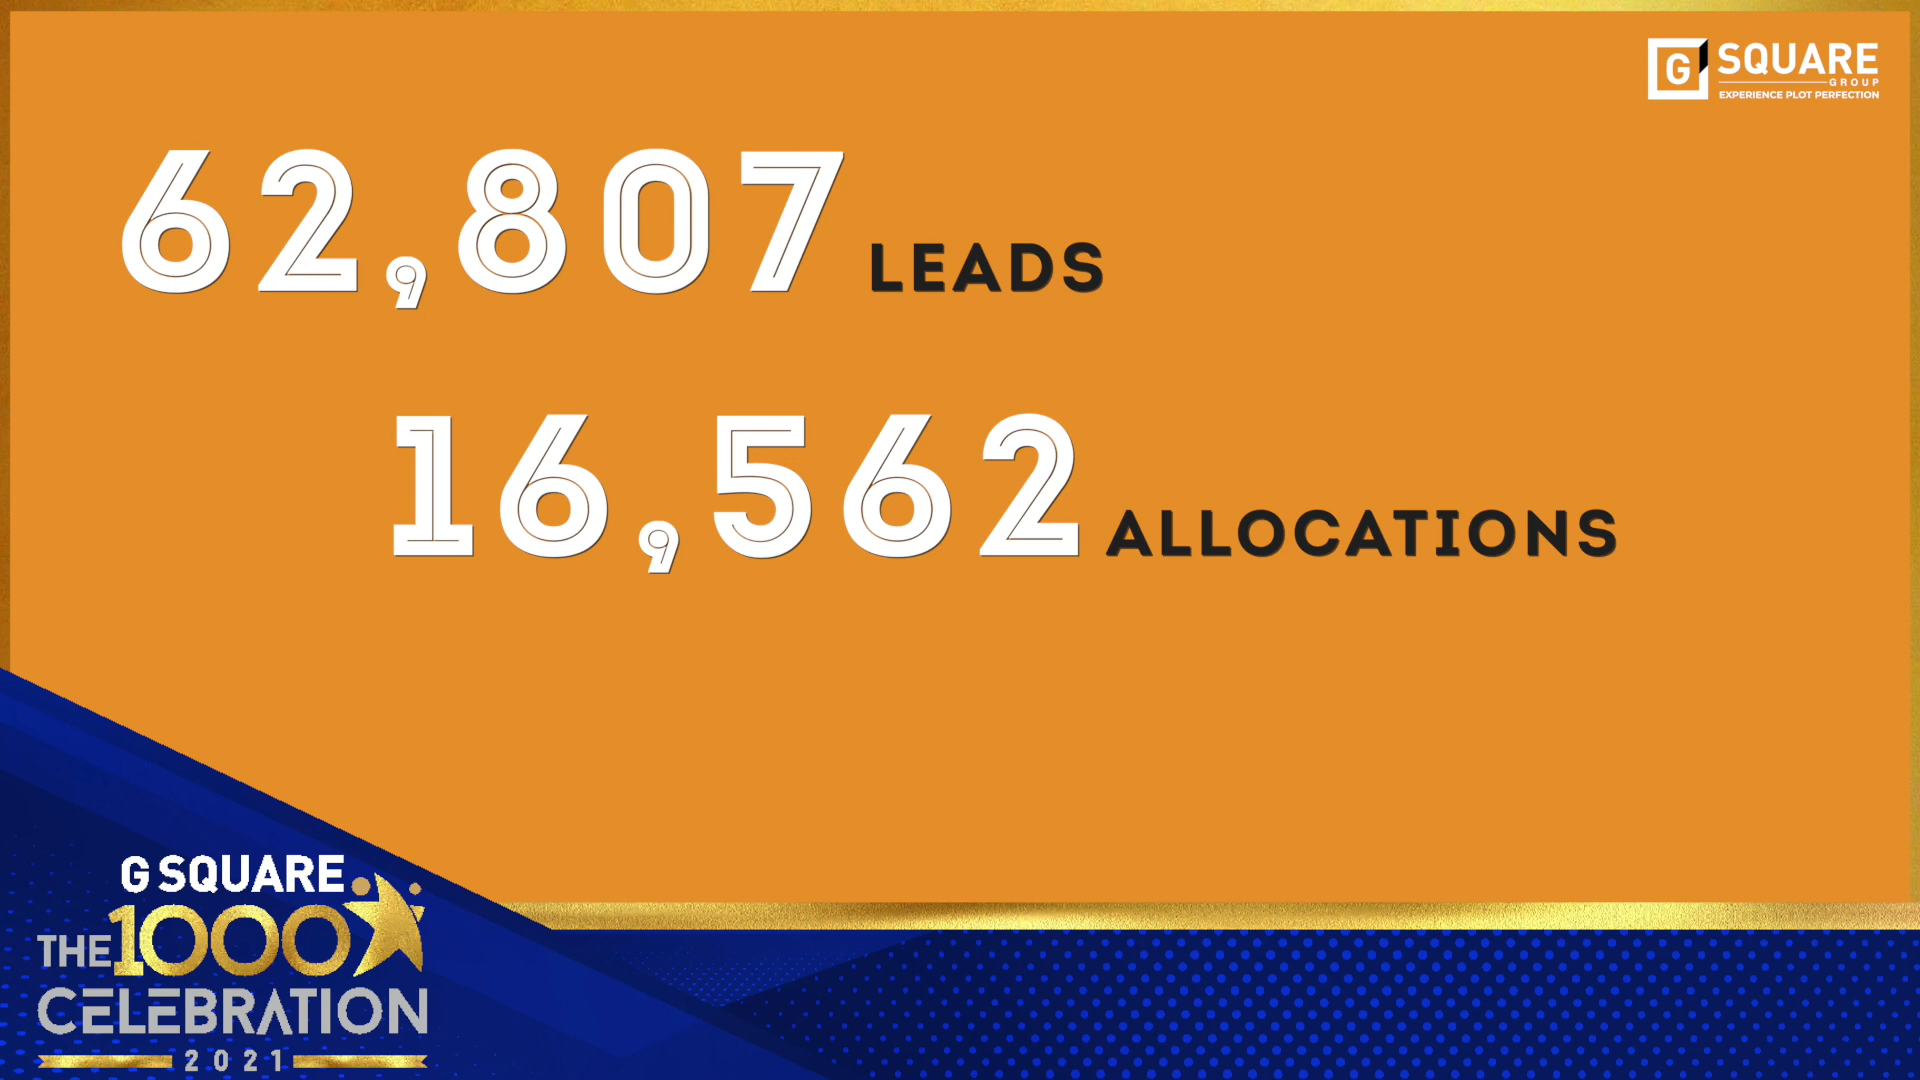 G SQUARE
GROUP
EXPERIENCE PLOT PERFECTION
62,807 LEADS
16,562 ALLOCATIONS
G SQUARE
THE 1000
CELEBRATION
2021